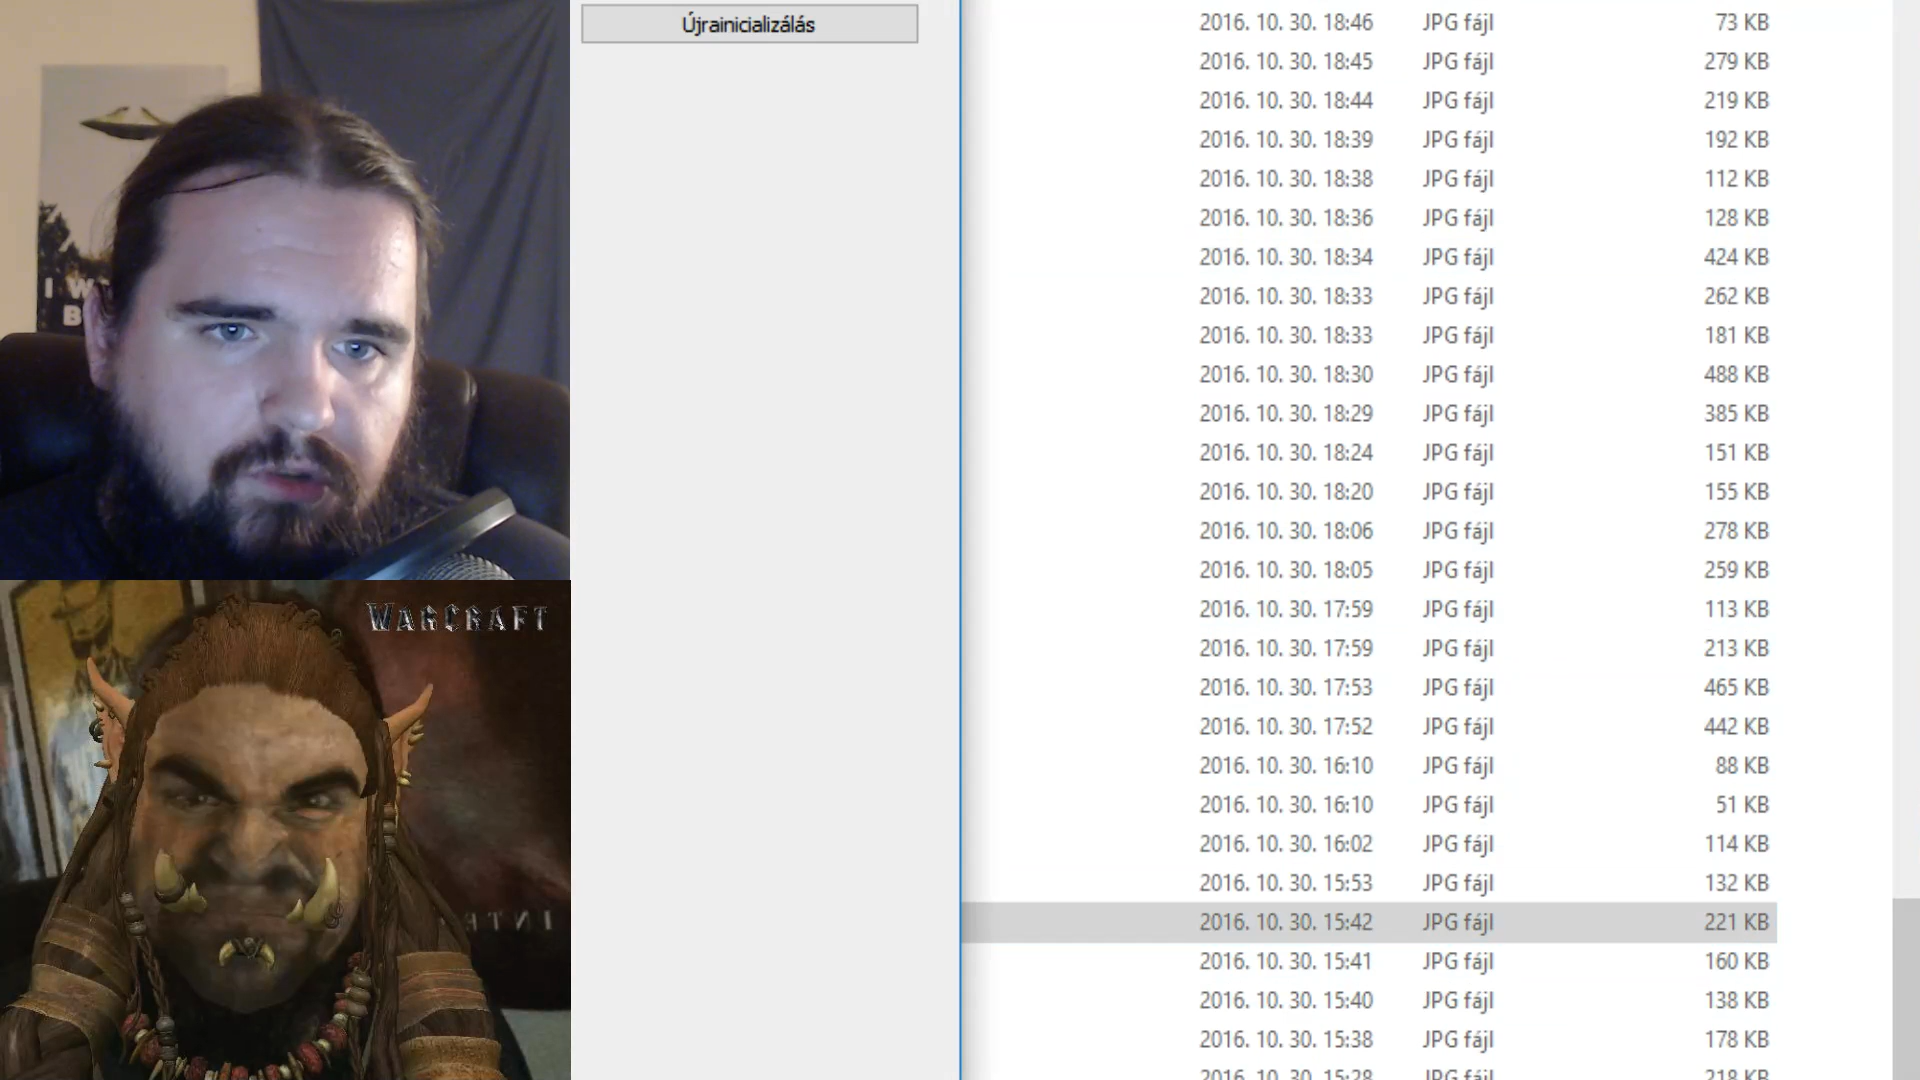 Újrainicializálás
2016. 10. 30. 18:46 JPG fájl 73 KB
2016. 10. 30. 18:45 JPG fájl 279 KB
2016. 10. 30. 18:44 JPG fájl 219 KB
2016. 10. 30. 18:39 JPG fájl 192 KB
2016. 10. 30. 18:38 JPG fájl 112 KB
2016. 10. 30. 18:36 JPG fájl 128 KB
2016. 10. 30. 18:34 JPG fájl 424 KB
2016. 10. 30. 18:33 JPG fájl 262 KB
2016. 10. 30. 18:33 JPG fájl 181 KB
2016. 10. 30. 18:30 JPG fájl 488 KB
2016. 10. 30. 18:29 JPG fájl 385 KB
2016. 10. 30. 18:24 JPG fájl 151 KB
2016. 10. 30. 18:20 JPG fájl 155 KB
2016. 10. 30. 18:06 JPG fájl 278 KB
2016. 10. 30. 18:05 JPG fájl 259 KB
2016. 10. 30. 17:59 JPG fájl 113 KB
2016. 10. 30. 17:59 JPG fájl 213 KB
2016. 10. 30. 17:53 JPG fájl 465 KB
2016. 10. 30. 17:52 JPG fájl 442 KB
2016. 10. 30. 16:10 JPG fájl 88 KB
2016. 10. 30. 16:10 JPG fájl 51 KB
2016. 10. 30. 16:02 JPG fájl 114 KB
2016. 10. 30. 15:53 JPG fájl 132 KB
2016. 10. 30. 15:42 JPG fájl 221 KB
2016. 10. 30. 15:41 JPG fájl 160 KB
2016. 10. 30. 15:40 JPG fájl 138 KB
2016. 10. 30. 15:38 JPG fájl 178 KB
2016. 10. 30. 15:28 JPG fájl 218 KB
I
WARCRAFT